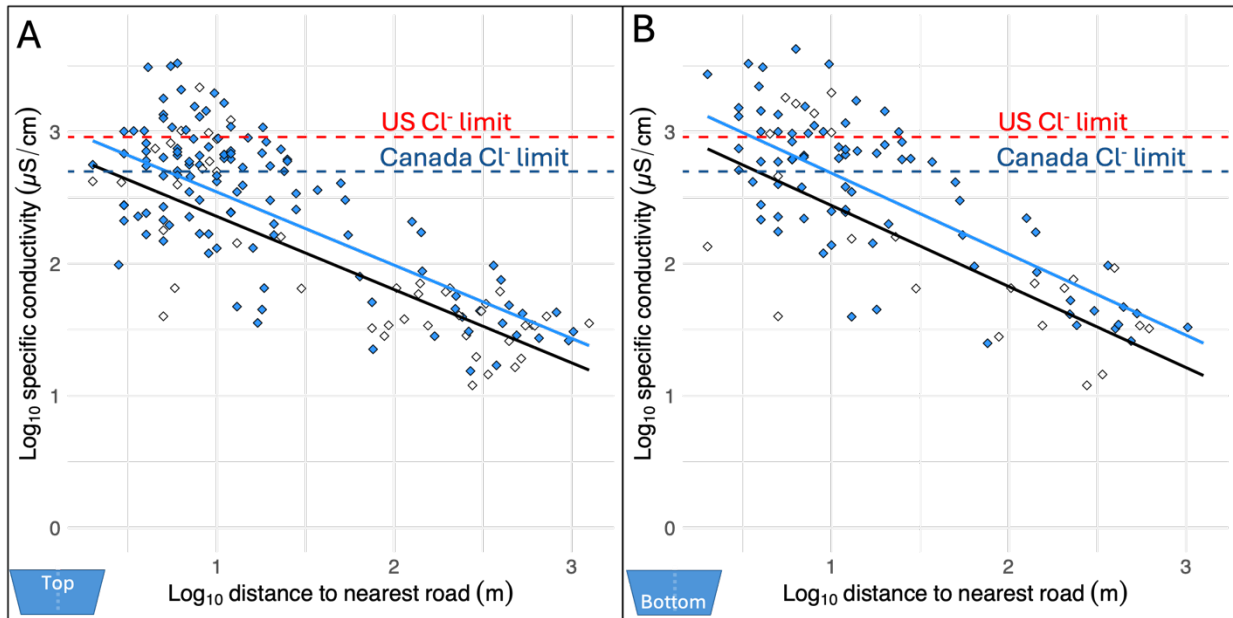 A
US Cl⁻ limit
Canada Cl⁻ limit
Log₁₀ specific conductivity (µS/cm)
3
2
1
0
1
2
3
Log₁₀ distance to nearest road (m)
Top
B
US Cl⁻ limit
Canada Cl⁻ limit
Log₁₀ specific conductivity (µS/cm)
3
2
1
0
1
2
3
Log₁₀ distance to nearest road (m)
Bottom